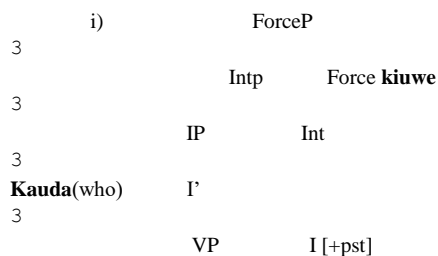 i) ForceP
3
Intp Force kiuwe
3
IP Int
3
Kauda(who) I’
3
VP I [+pst]